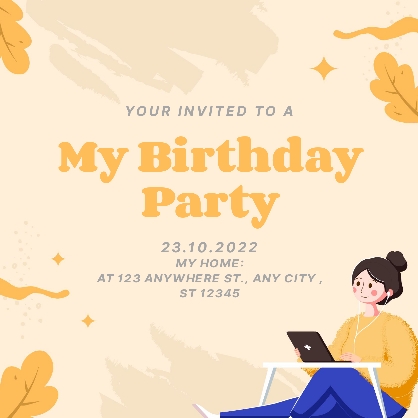 YOUR INVITED TO A
My Birthday
Party
23.10.2022
MY HOME:
AT 123 ANYWHERE ST., ANY CITY ,
ST 12345